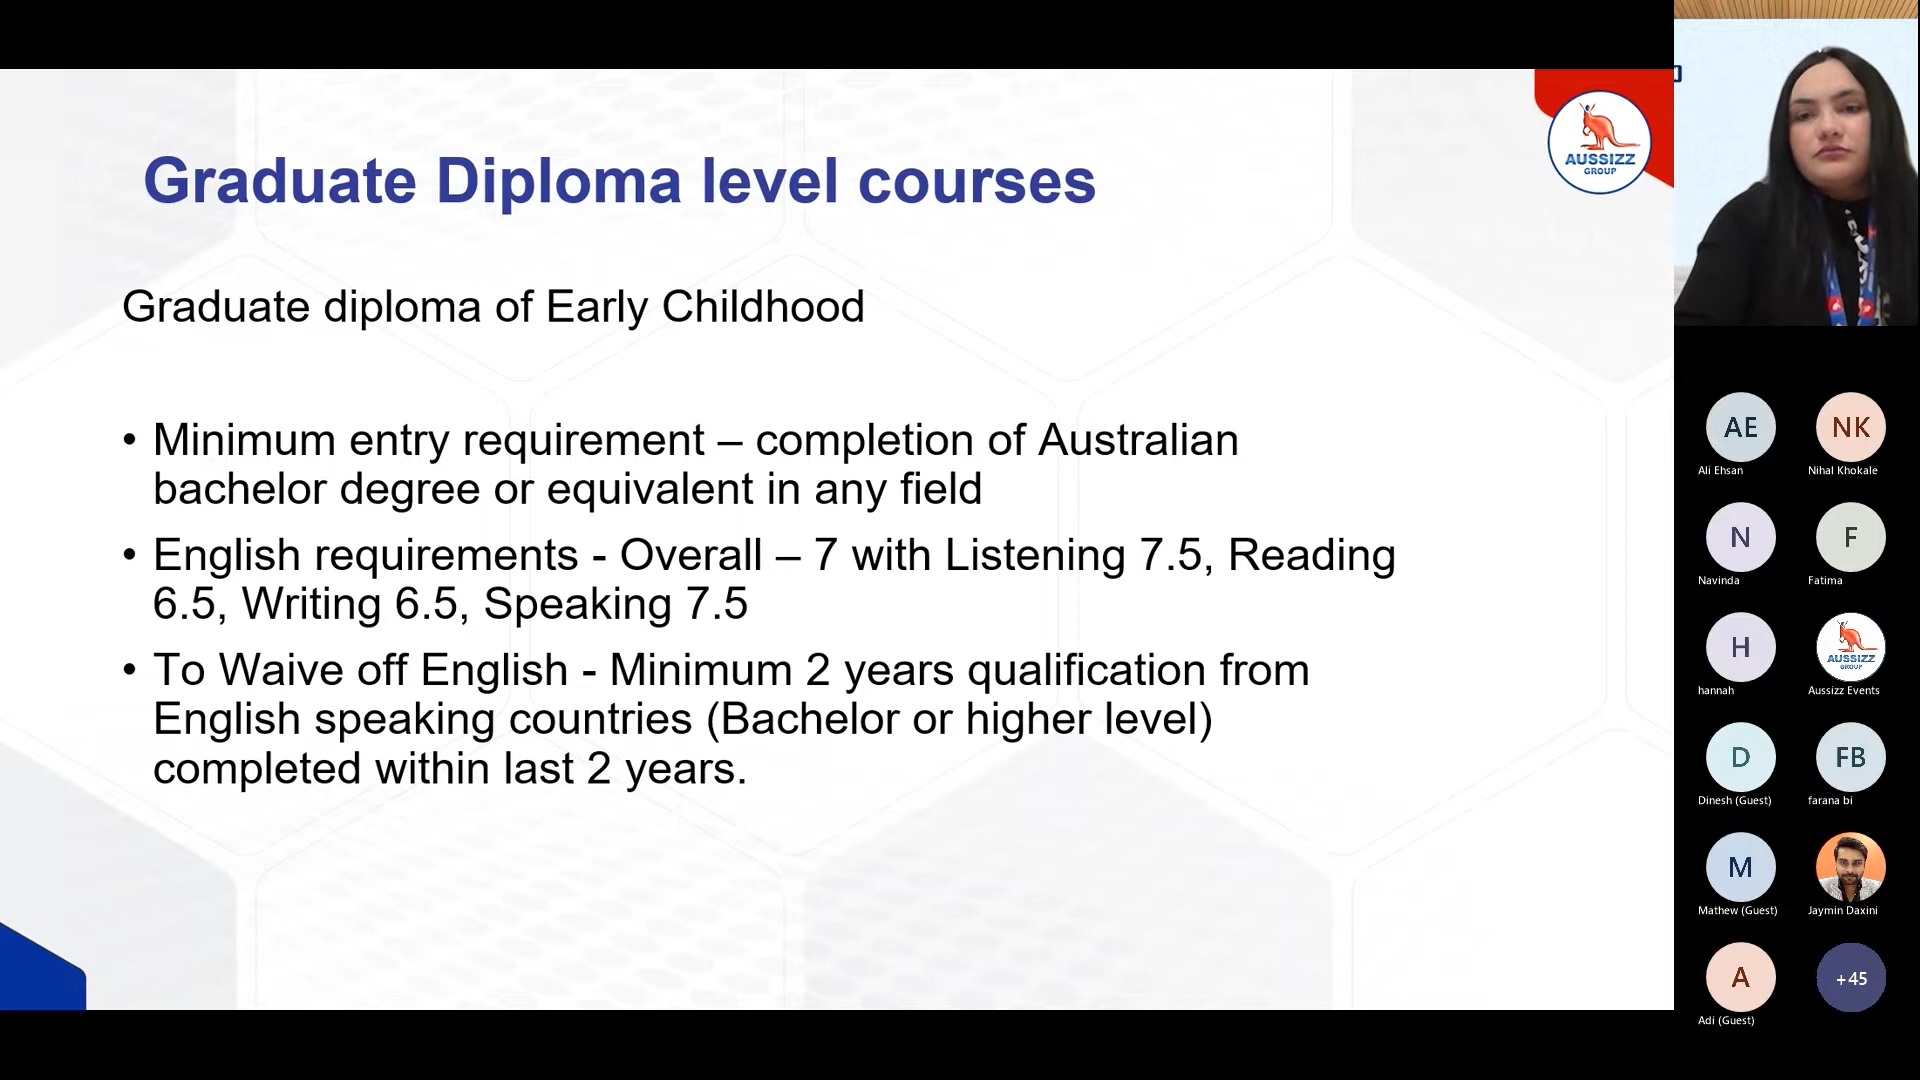 Graduate Diploma level courses
AUSSIZZ
GROUP
Graduate diploma of Early Childhood
• Minimum entry requirement – completion of Australian
bachelor degree or equivalent in any field
• English requirements - Overall – 7 with Listening 7.5, Reading
6.5, Writing 6.5, Speaking 7.5
• To Waive off English - Minimum 2 years qualification from
English speaking countries (Bachelor or higher level)
completed within last 2 years.
AE
NK
Ali Ehsan
Nihal Khokale
N
F
Navinda
Fatima
H
AUSSIZZ
GROUP
hannah
Aussizz Events
D
FB
Dinesh (Guest)
farana bi
M
Mathew (Guest)
Jaymin Daxini
A
+45
Adi (Guest)